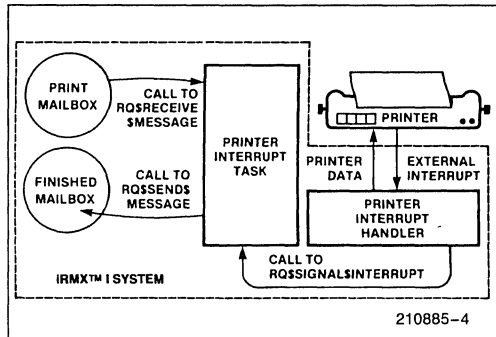 PRINT
MAILBOX
CALL TO
RQ$RECEIVE
$MESSAGE
FINISHED
MAILBOX
CALL TO
RQ$SEND$
MESSAGE
PRINTER
INTERRUPT
TASK
PRINTER
PRINTER
DATA
EXTERNAL
INTERRUPT
PRINTER
INTERRUPT
HANDLER
CALL TO
RQ$SIGNAL$INTERRUPT
iRMX™ I SYSTEM
210885-4